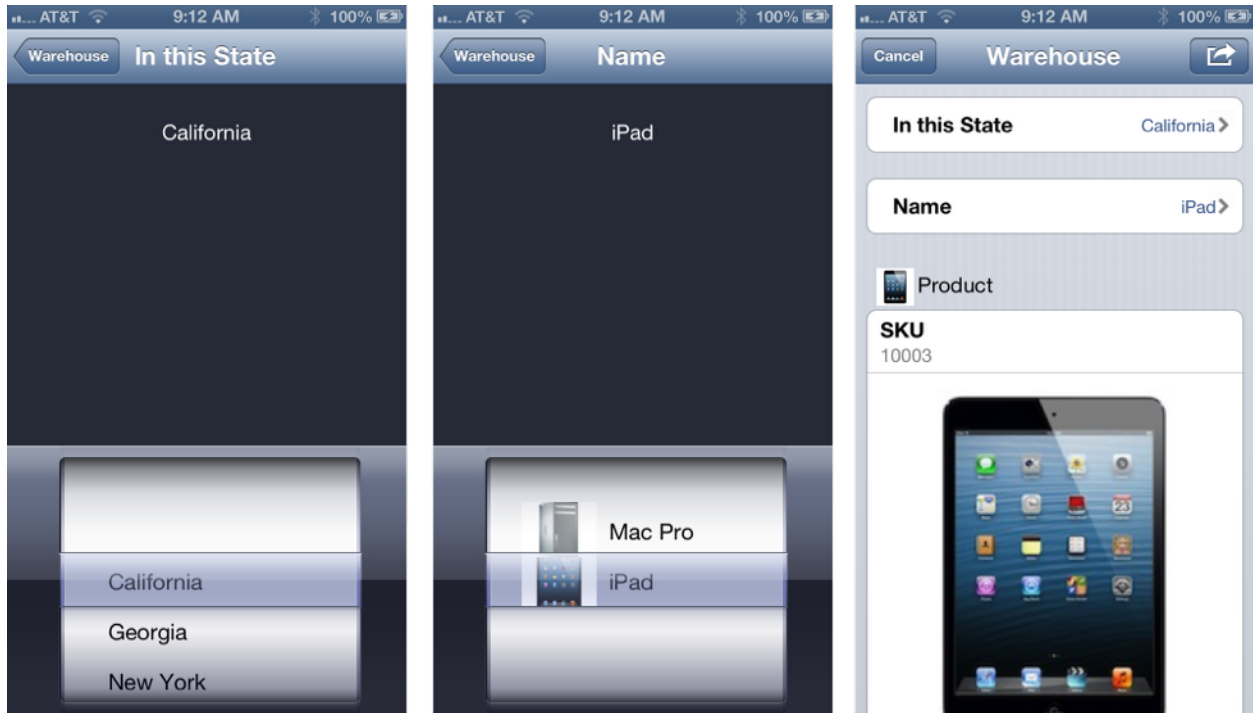 AT&T 9:12 AM 100%
Warehouse In this State
California
California
Georgia
New York
AT&T 9:12 AM 100%
Warehouse Name
iPad
Mac Pro
iPad
AT&T 9:12 AM 100%
Cancel Warehouse
In this State California
Name iPad
Product
SKU
10003
23